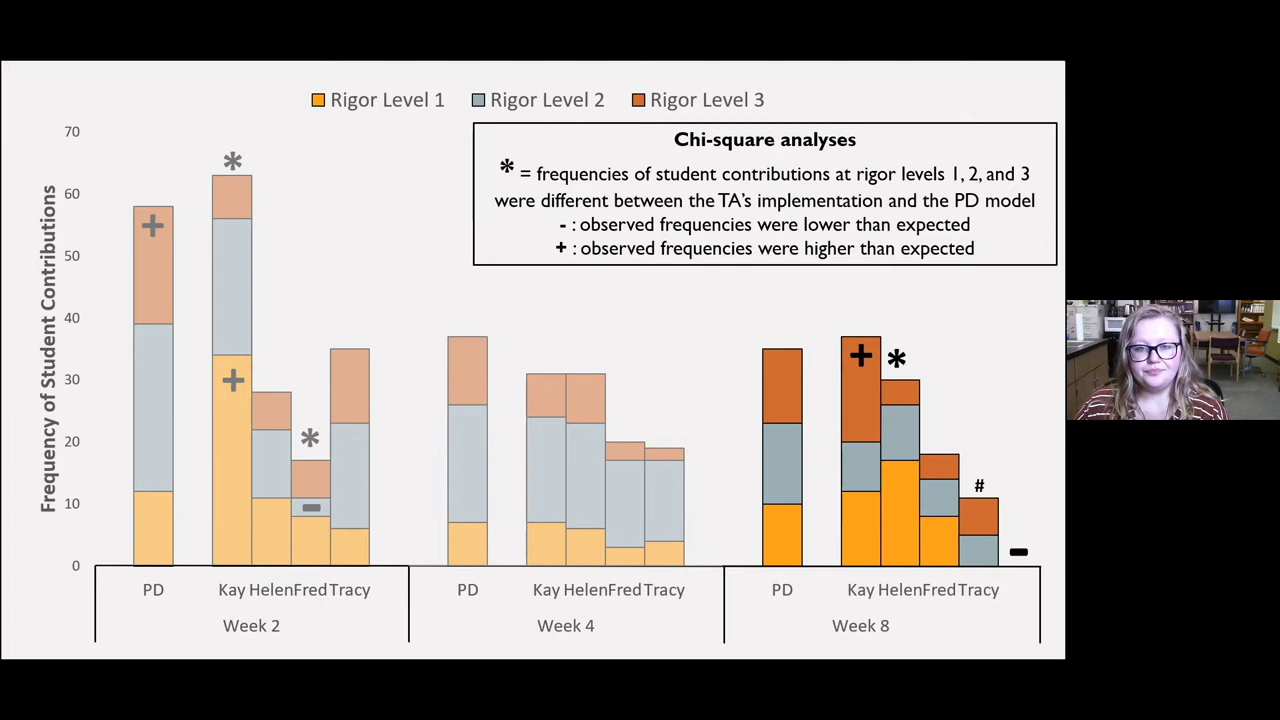 Rigor Level 1 Rigor Level 2 Rigor Level 3
Chi-square analyses
* = frequencies of student contributions at rigor levels 1, 2, and 3
were different between the TA's implementation and the PD model
- : observed frequencies were lower than expected
+ : observed frequencies were higher than expected
Frequency of Student Contributions
70
60
50
40
30
20
10
0
*
+
+
*
-
+
*
#
-
PD Kay Helen Fred Tracy PD Kay Helen Fred Tracy PD Kay Helen Fred Tracy
Week 2 Week 4 Week 8